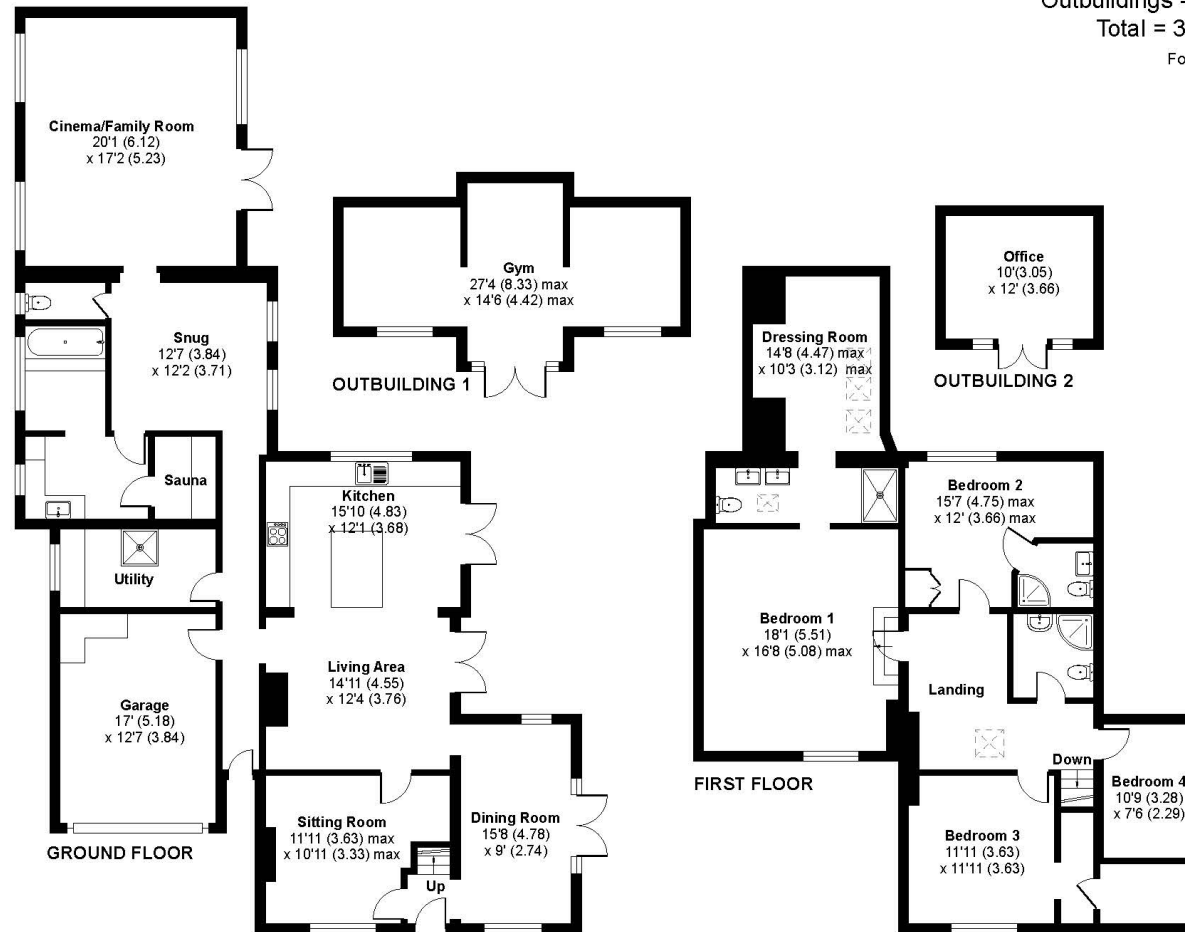 Outbuildings -
Total = 3
Fo
Cinema/Family Room
20'1 (6.12)
x 17'2 (5.23)
Snug
12'7 (3.84)
x 12'2 (3.71)
Sauna
Utility
Garage
17' (5.18)
x 12'7 (3.84)
GROUND FLOOR
Kitchen
15'10 (4.83)
x 12'1 (3.68)
Living Area
14'11 (4.55)
x 12'4 (3.76)
Sitting Room
11'11 (3.63) max
x 10'11 (3.33) max
Up
Dining Room
15'8 (4.78)
x 9' (2.74)
Gym
27'4 (8.33) max
x 14'6 (4.42) max
OUTBUILDING 1
Office
10'(3.05)
x 12' (3.66)
OUTBUILDING 2
Dressing Room
14'8 (4.47) max
x 10'3 (3.12) max
Bedroom 2
15'7 (4.75) max
x 12' (3.66) max
Bedroom 1
18'1 (5.51)
x 16'8 (5.08) max
Landing
Down
FIRST FLOOR
Bedroom 4
10'9 (3.28)
x 7'6 (2.29)
Bedroom 3
11'11 (3.63)
x 11'11 (3.63)